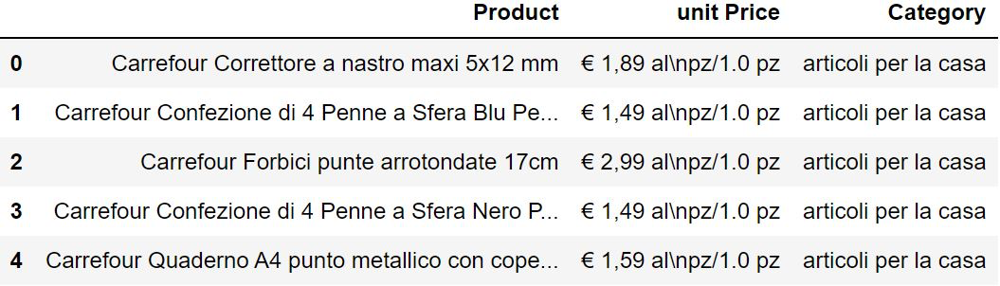 Product unit Price Category
0 Carrefour Correttore a nastro maxi 5x12 mm € 1,89 al\npz/1.0 pz articoli per la casa
1 Carrefour Confezione di 4 Penne a Sfera Blu Pe... € 1,49 al\npz/1.0 pz articoli per la casa
2 Carrefour Forbici punte arrotondate 17cm € 2,99 al\npz/1.0 pz articoli per la casa
3 Carrefour Confezione di 4 Penne a Sfera Nero P... € 1,49 al\npz/1.0 pz articoli per la casa
4 Carrefour Quaderno A4 punto metallico con cope... € 1,59 al\npz/1.0 pz articoli per la casa